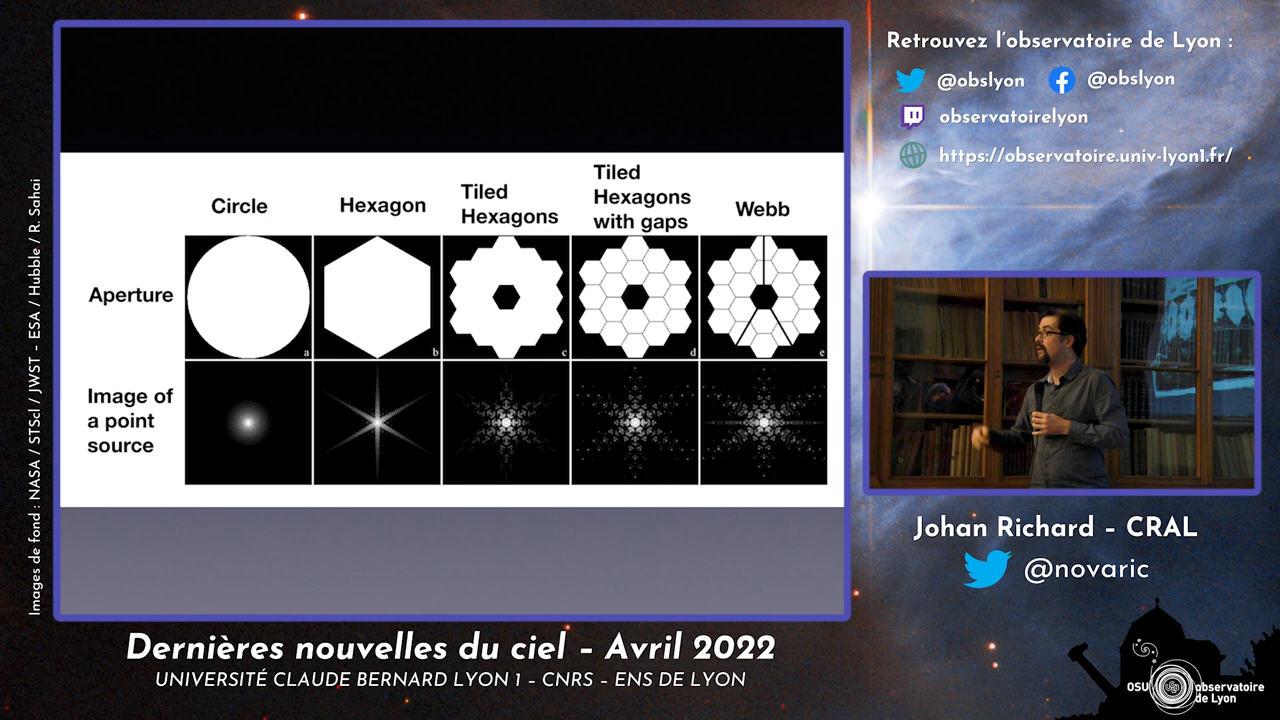 Images de fond : NASA / STScI / JWST - ESA / Hubble / R. Sahai
Circle
Hexagon
Tiled
Hexagons
Tiled
Hexagons
with gaps
Webb
Aperture
a
b
c
d
e
Image of
a point
source
Retrouvez l'observatoire de Lyon :
@obslyon
@obslyon
observatoirelyon
https://observatoire.univ-lyon1.fr/
Johan Richard - CRAL
@novaric
Dernières nouvelles du ciel - Avril 2022
UNIVERSITÉ CLAUDE BERNARD LYON 1 - CNRS - ENS DE LYON
OSU
observatoire
de Lyon